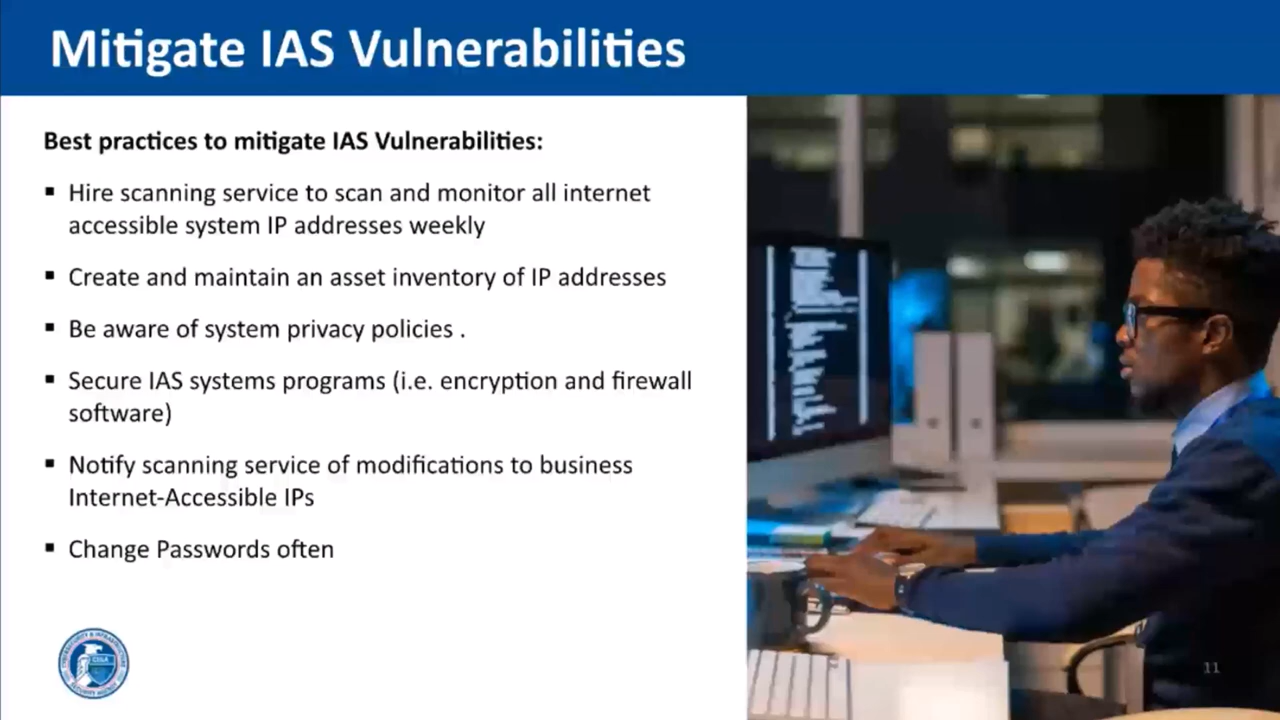 Mitigate IAS Vulnerabilities
Best practices to mitigate IAS Vulnerabilities:
▪ Hire scanning service to scan and monitor all internet
accessible system IP addresses weekly
▪ Create and maintain an asset inventory of IP addresses
▪ Be aware of system privacy policies .
▪ Secure IAS systems programs (i.e. encryption and firewall
software)
▪ Notify scanning service of modifications to business
Internet-Accessible IPs
▪ Change Passwords often
CISA
11